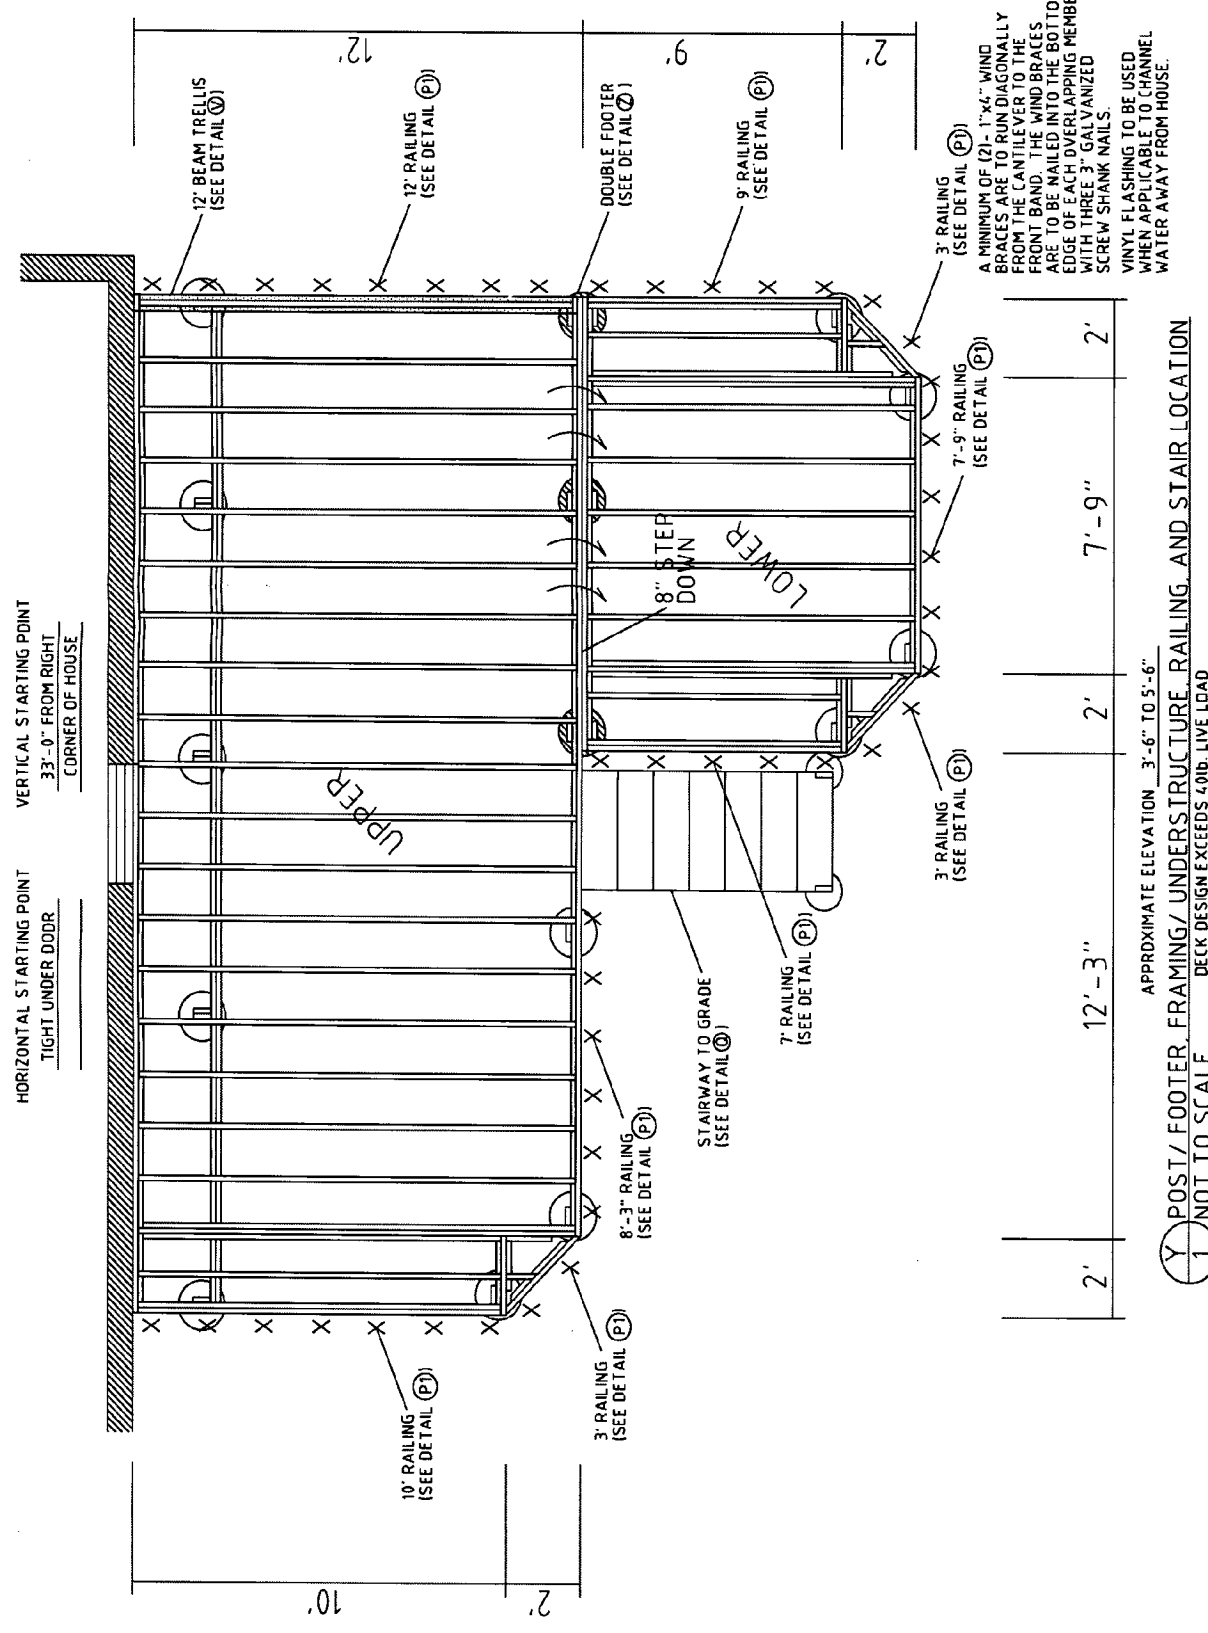 HORIZONTAL STARTING POINT
TIGHT UNDER DOOR
VERTICAL STARTING POINT
33'-0" FROM RIGHT
CORNER OF HOUSE
12'
9'
2'
12' BEAM TRELLIS
(SEE DETAIL V)
12' RAILING
(SEE DETAIL P1)
DOUBLE FOOTER
(SEE DETAIL Z)
9' RAILING
(SEE DETAIL P1)
3' RAILING
(SEE DETAIL P1)
7'-9" RAILING
(SEE DETAIL P1)
UPPER
LOWER
8" STEP
DOWN
10' RAILING
(SEE DETAIL P1)
3' RAILING
(SEE DETAIL P1)
8'-3" RAILING
(SEE DETAIL P1)
STAIRWAY TO GRADE
(SEE DETAIL Q)
7' RAILING
(SEE DETAIL P1)
3' RAILING
(SEE DETAIL P1)
10'
2'
A MINIMUM OF (2)- 1"x4" WIND
BRACES ARE TO RUN DIAGONALLY
FROM THE CANTILEVER TO THE
FRONT BAND. THE WIND BRACES
ARE TO BE NAILED INTO THE BOTTO
EDGE OF EACH OVERLAPPING MEMBE
WITH THREE 3" GALVANIZED
SCREW SHANK NAILS.
VINYL FLASHING TO BE USED
WHEN APPLICABLE TO CHANNEL
WATER AWAY FROM HOUSE.
2'
12'-3"
2'
7'-9"
2'
APPROXIMATE ELEVATION 3'-6" TO 5'-6"
Y
1
POST/ FOOTER, FRAMING/ UNDERSTRUCTURE, RAILING, AND STAIR LOCATION
NOT TO SCALE
DECK DESIGN EXCEEDS 40lb. LIVE LOAD